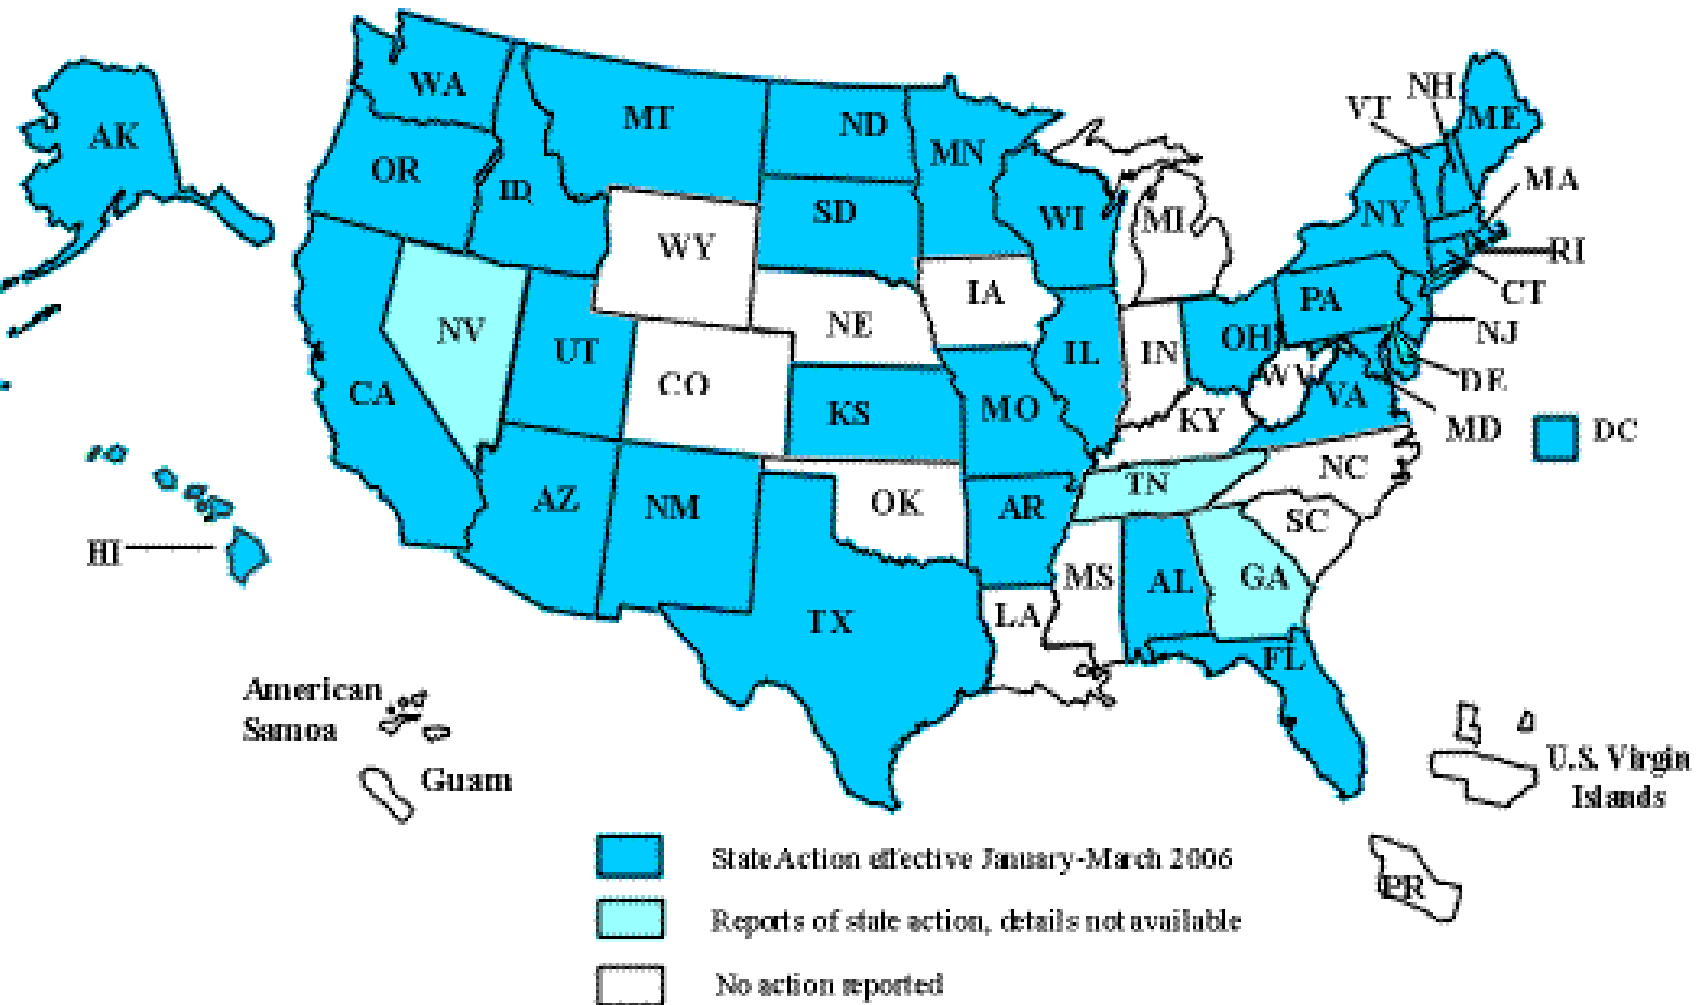 NH
VT
WA
ME
MT
ND
AK
MN
OR
ID
MA
SD
WI
NY
MI
WY
RI
IA
CT
PA
NE
NV
NJ
OH
UT
IL
IN
CO
WV
DE
CA
VA
KS
MO
KY
MD
DC
NC
TN
AZ
NM
OK
AR
SC
HI
MS
AL
GA
LA
TX
FL
American
Samoa
Guam
U.S. Virgin
Islands
PR
State Action effective January-March 2006
Reports of state action, details not available
No action reported